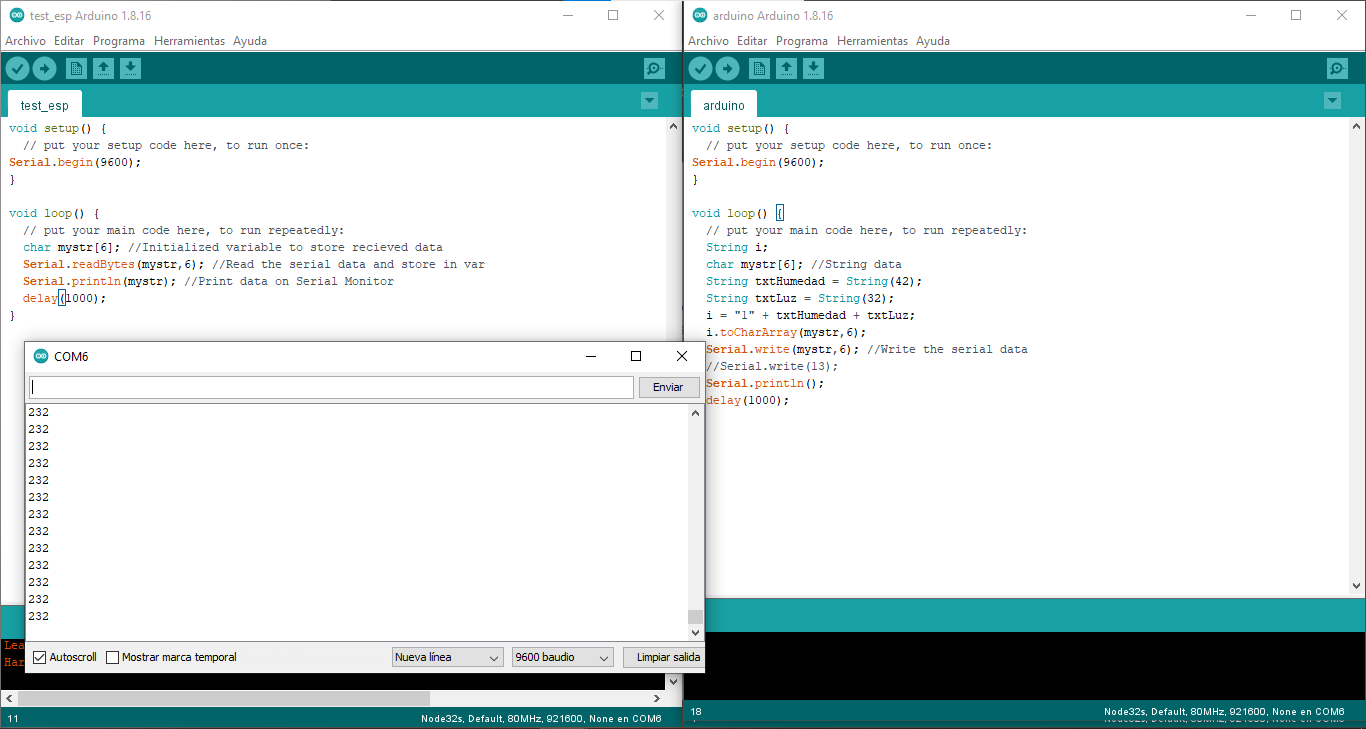 test_esp Arduino 1.8.16
Archivo Editar Programa Herramientas Ayuda
test_esp
void setup() {
// put your setup code here, to run once:
Serial.begin(9600);
}
void loop() {
// put your main code here, to run repeatedly:
char mystr[6]; //Initialized variable to store recieved data
Serial.readBytes(mystr,6); //Read the serial data and store in var
Serial.println(mystr); //Print data on Serial Monitor
delay(1000);
}
COM6
Enviar
232
232
232
232
232
232
232
232
232
232
232
232
232
Autoscroll Mostrar marca temporal Nueva línea 9600 baudio Limpiar salida
Lea
Har
11 Node32s, Default, 80MHz, 921600, None en COM6
arduino Arduino 1.8.16
Archivo Editar Programa Herramientas Ayuda
arduino
void setup() {
// put your setup code here, to run once:
Serial.begin(9600);
}
void loop() {
// put your main code here, to run repeatedly:
String i;
char mystr[6]; //String data
String txtHumedad = String(42);
String txtLuz = String(32);
i = "1" + txtHumedad + txtLuz;
i.toCharArray(mystr,6);
Serial.write(mystr,6); //Write the serial data
//Serial.write(13);
Serial.println();
delay(1000);
18 Node32s, Default, 80MHz, 921600, None en COM6